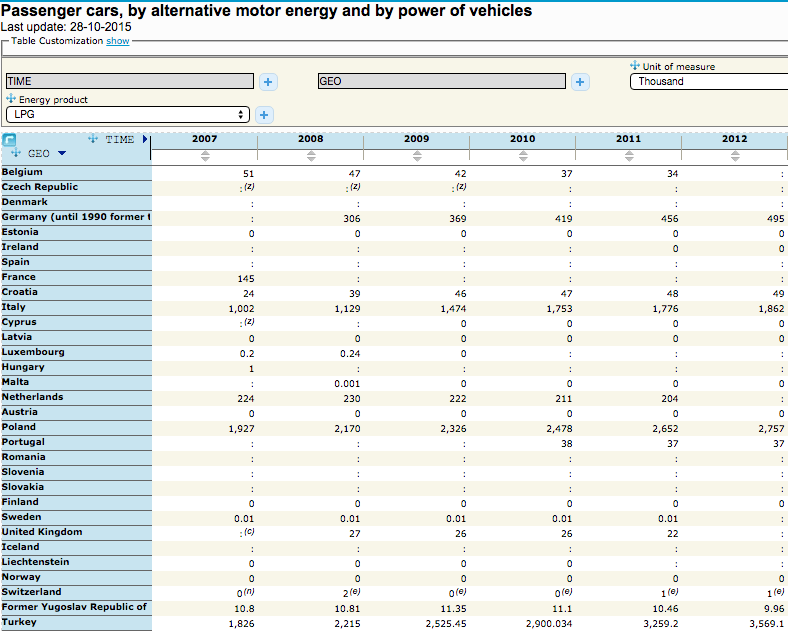 Passenger cars, by alternative motor energy and by power of vehicles
Last update: 28-10-2015
Table Customization show
Unit of measure
TIME + GEO + Thousand
Energy product
LPG +
TIME 2007 2008 2009 2010 2011 2012
GEO
Belgium 51 47 42 37 34 :
Czech Republic :(z) :(z) :(z) : : :
Denmark : : : : : :
Germany (until 1990 former t : 306 369 419 456 495
Estonia 0 0 0 0 0 0
Ireland : : : : 0 0
Spain : : : : : :
France 145 : : : : :
Croatia 24 39 46 47 48 49
Italy 1,002 1,129 1,474 1,753 1,776 1,862
Cyprus :(z) : 0 0 0 0
Latvia 0 0 0 0 0 0
Luxembourg 0.2 0.24 0 : : :
Hungary 1 : : : : :
Malta : 0.001 0 0 0 0
Netherlands 224 230 222 211 204 :
Austria 0 0 0 0 0 0
Poland 1,927 2,170 2,326 2,478 2,652 2,757
Portugal : : : 38 37 37
Romania : : : : : :
Slovenia : : : : : :
Slovakia : : : : : :
Finland 0 0 0 0 0 0
Sweden 0.01 0.01 0.01 0.01 0.01 :
United Kingdom :(c) 27 26 26 22 :
Iceland : : : : : :
Liechtenstein 0 0 0 0 : :
Norway 0 0 0 0 0 0
Switzerland 0(n) 2(e) 0(e) 0(e) 1(e) 1(e)
Former Yugoslav Republic of 10.8 10.81 11.35 11.1 10.46 9.96
Turkey 1,826 2,215 2,525.45 2,900.034 3,259.2 3,569.1